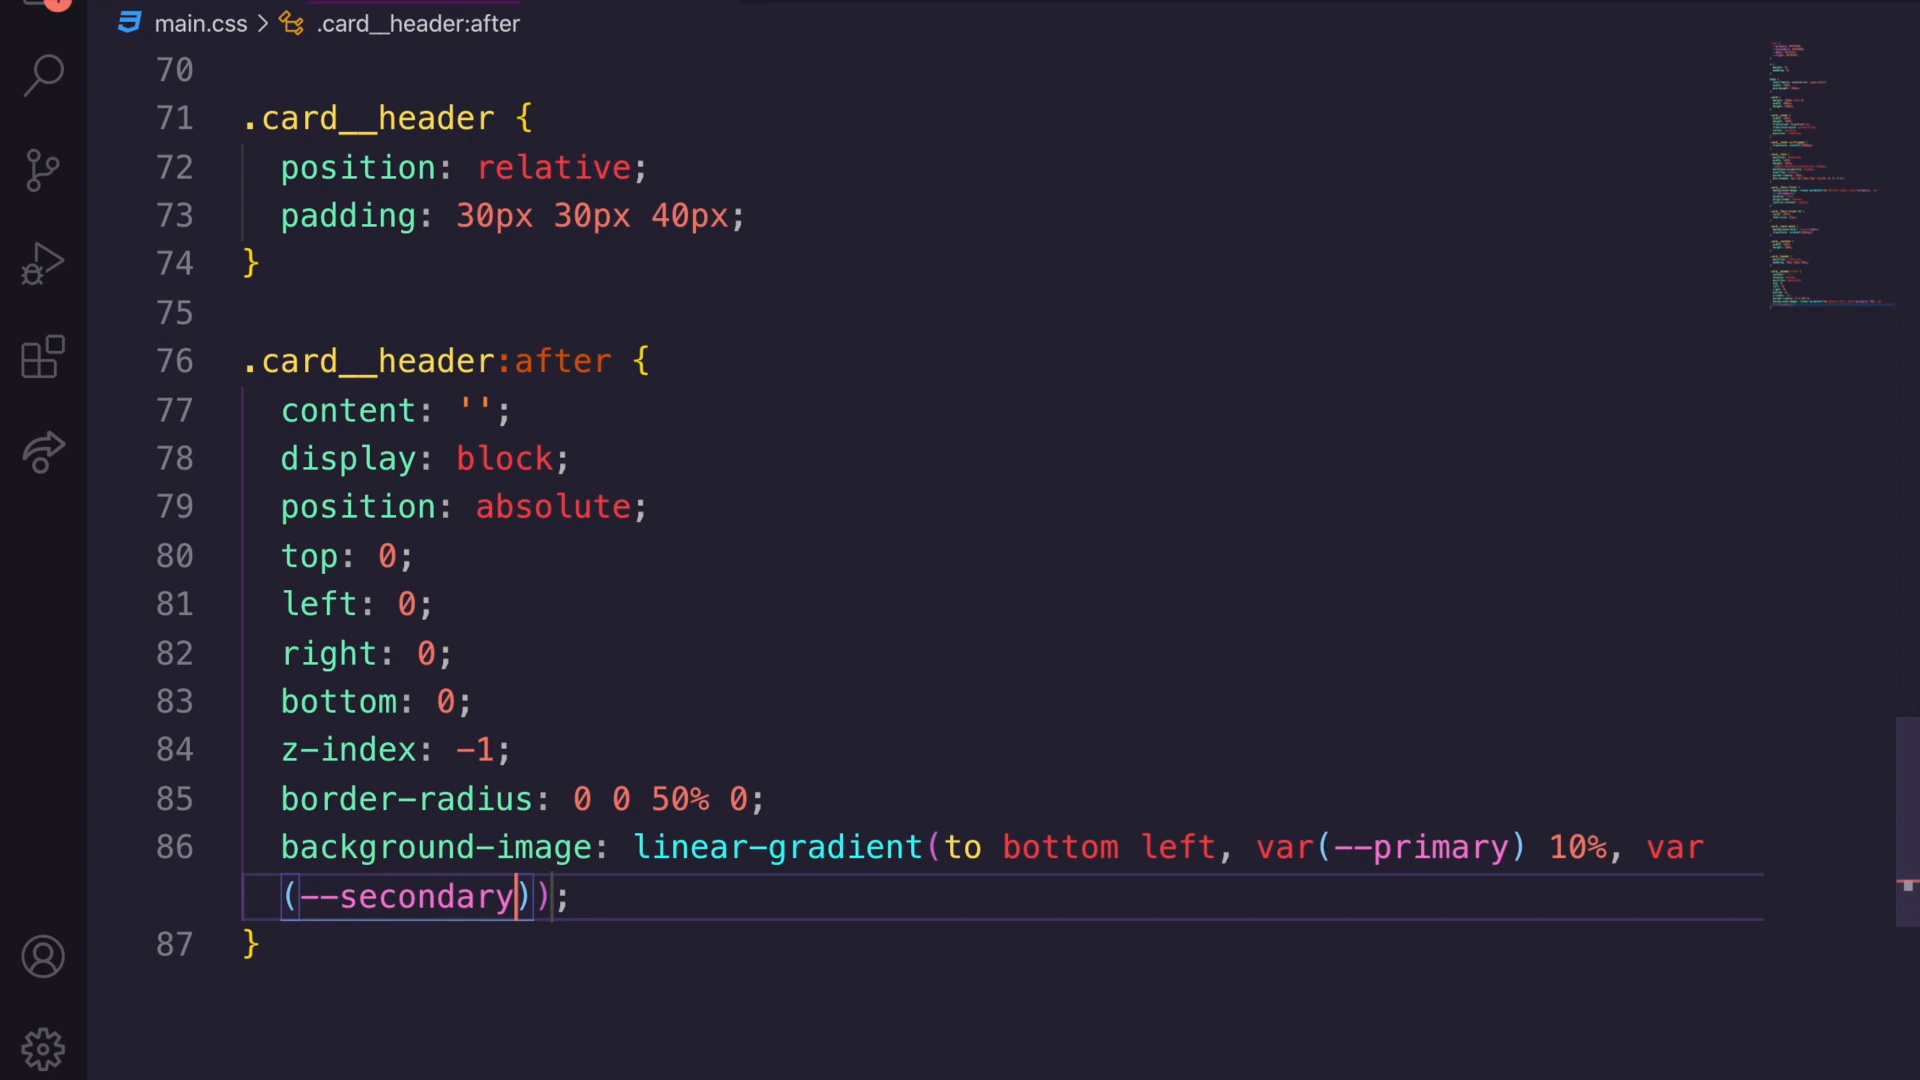 main.css > .card__header:after
70
71 .card__header {
72 position: relative;
73 padding: 30px 30px 40px;
74 }
75
76 .card__header:after {
77 content: '';
78 display: block;
79 position: absolute;
80 top: 0;
81 left: 0;
82 right: 0;
83 bottom: 0;
84 z-index: -1;
85 border-radius: 0 0 50% 0;
86 background-image: linear-gradient(to bottom left, var(--primary) 10%, var
(--secondary));
87 }